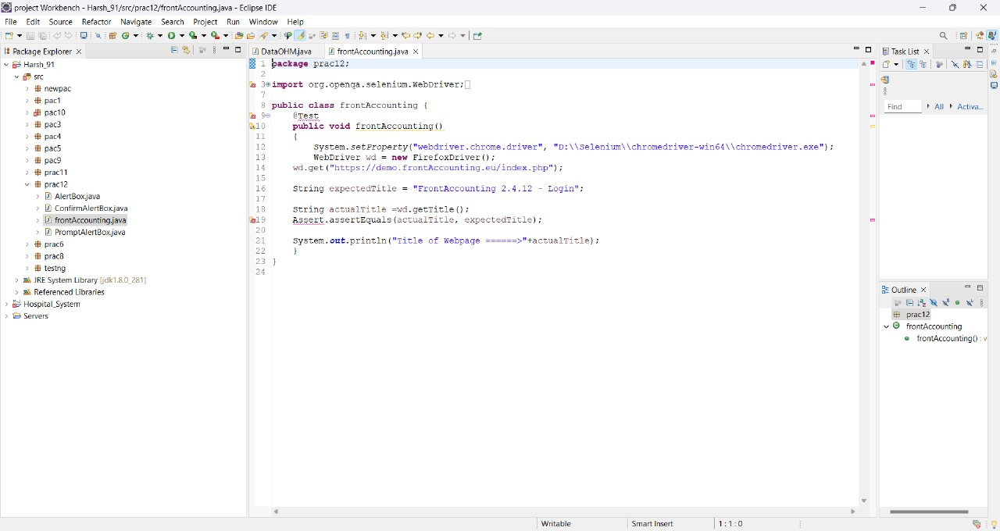 project Workbench - Harsh_91/src/prac12/frontAccounting.java - Eclipse IDE
File Edit Source Refactor Navigate Search Project Run Window Help
Package Explorer
Harsh_91
src
newpac
pac1
pac10
pac3
pac4
pac5
pac9
prac11
prac12
AlertBox.java
ConfirmAlertBox.java
frontAccounting.java
PromptAlertBox.java
prac6
prac8
testng
JRE System Library [jdk1.8.0_281]
Referenced Libraries
Hospital_System
Servers
DataOHM.java frontAccounting.java
1 package prac12;
2
3 import org.openqa.selenium.WebDriver;
7
8 public class frontAccounting {
9 @Test
10 public void frontAccounting()
11 {
12 System.setProperty("webdriver.chrome.driver", "D:\\Selenium\\chromedriver-win64\\chromedriver.exe");
13 WebDriver wd = new FirefoxDriver();
14 wd.get("https://demo.frontAccounting.eu/index.php");
15
16 String expectedTitle = "FrontAccounting 2.4.12 - Login";
17
18 String actualTitle =wd.getTitle();
19 Assert.assertEquals(actualTitle, expectedTitle);
20
21 System.out.println("Title of Webpage ======>"+actualTitle);
22 }
23 }
24
Task List
Find All Activa...
Outline
prac12
frontAccounting
frontAccounting() : v
Writable Smart Insert 1 : 1 : 0